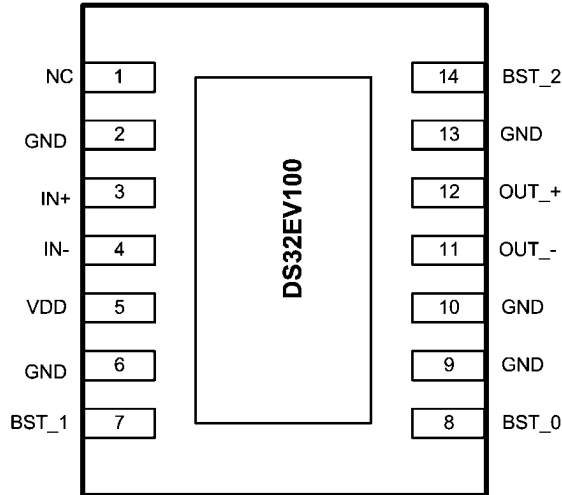 NC 1 14 BST_2
GND 2 13 GND
IN+ 3 12 OUT_+
IN- 4 11 OUT_-
VDD 5 10 GND
GND 6 9 GND
BST_1 7 8 BST_0
DS32EV100